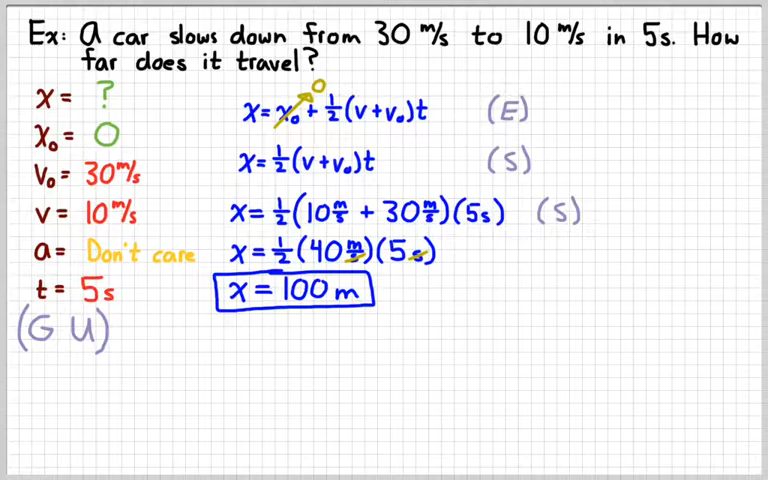 Ex: A car slows down from 30 m/s to 10 m/s in 5s. How
far does it travel?
x = ?
x₀ = 0
v₀ = 30 m/s
v = 10 m/s
a = Don't care
t = 5s
(G U)
0
x = x₀ + ½(v+v₀)t (E)
x = ½(v+v₀)t (S)
x = ½(10 m/s + 30 m/s)(5s) (S)
x = ½(40 m/s)(5s)
x = 100 m